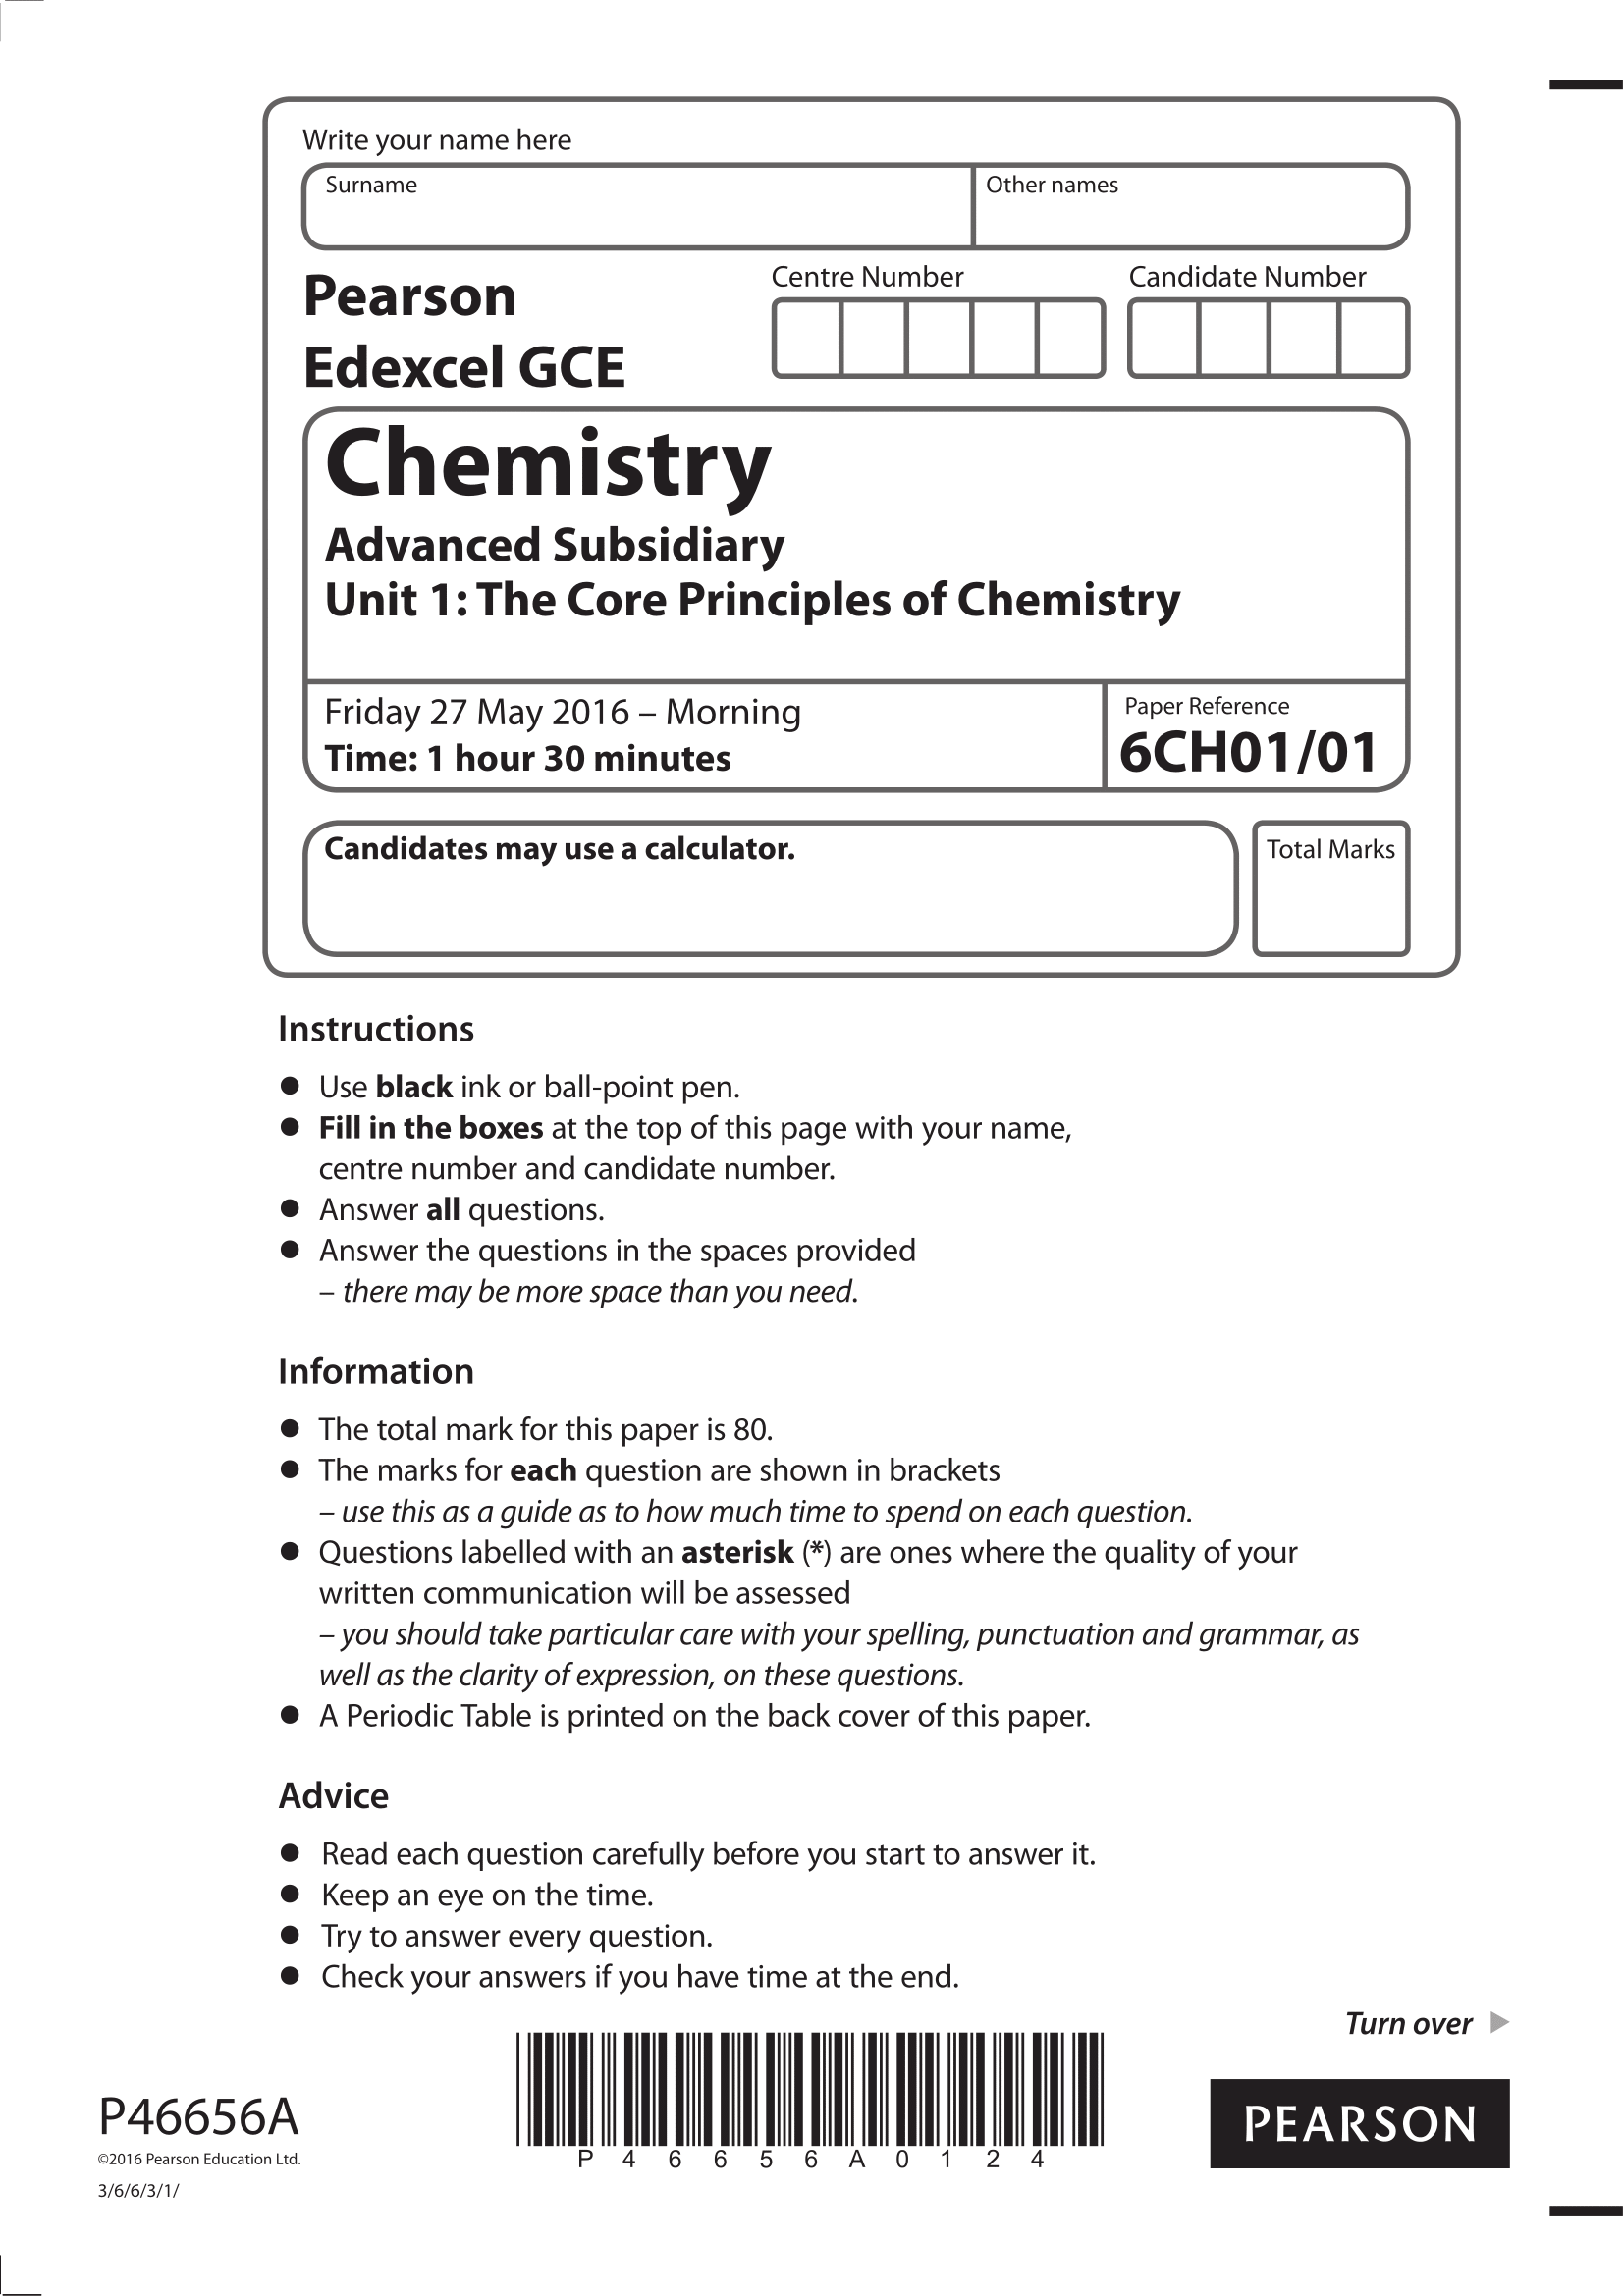 Write your name here
Surname
Other names
Pearson
Edexcel GCE
Centre Number
Candidate Number
Chemistry
Advanced Subsidiary
Unit 1: The Core Principles of Chemistry
Friday 27 May 2016 – Morning
Time: 1 hour 30 minutes
Paper Reference
6CH01/01
Candidates may use a calculator.
Total Marks
Instructions
● Use black ink or ball-point pen.
● Fill in the boxes at the top of this page with your name,
centre number and candidate number.
● Answer all questions.
● Answer the questions in the spaces provided
– there may be more space than you need.
Information
● The total mark for this paper is 80.
● The marks for each question are shown in brackets
– use this as a guide as to how much time to spend on each question.
● Questions labelled with an asterisk (*) are ones where the quality of your
written communication will be assessed
– you should take particular care with your spelling, punctuation and grammar, as
well as the clarity of expression, on these questions.
● A Periodic Table is printed on the back cover of this paper.
Advice
● Read each question carefully before you start to answer it.
● Keep an eye on the time.
● Try to answer every question.
● Check your answers if you have time at the end.
Turn over
P46656A
©2016 Pearson Education Ltd.
3/6/6/3/1/
P 4 6 6 5 6 A 0 1 2 4
PEARSON